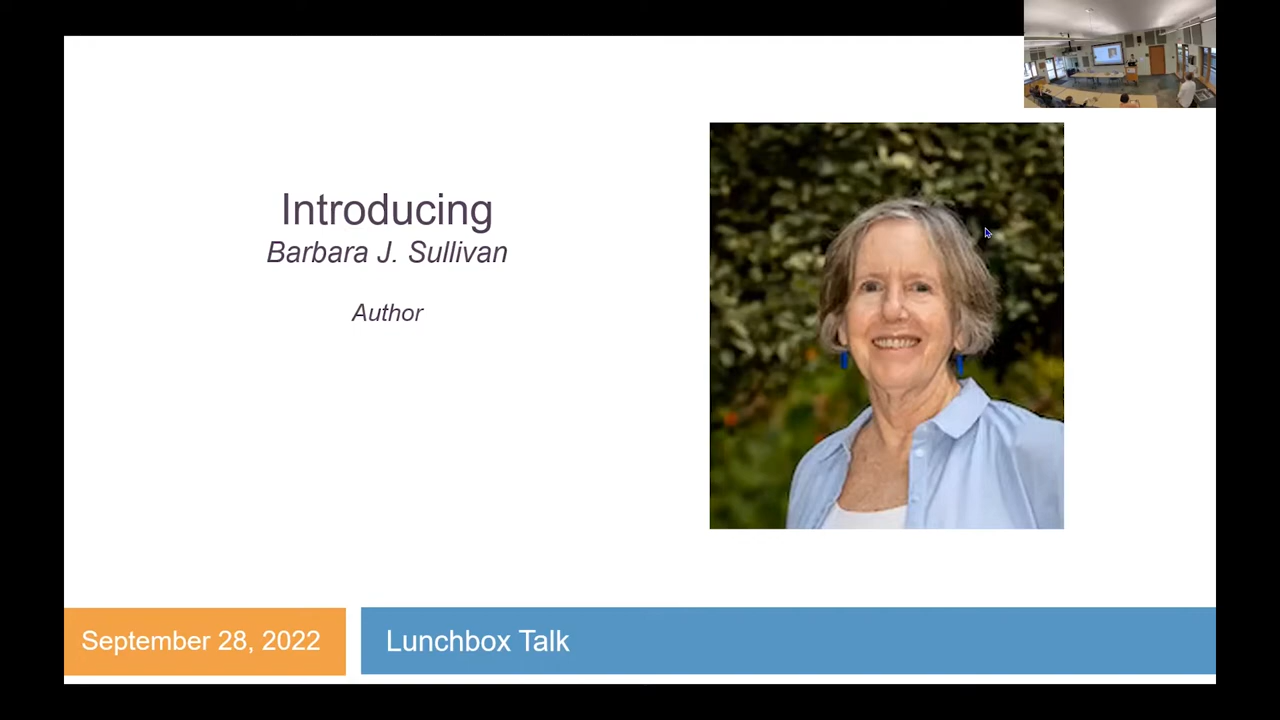 Introducing
Barbara J. Sullivan
Author
September 28, 2022
Lunchbox Talk